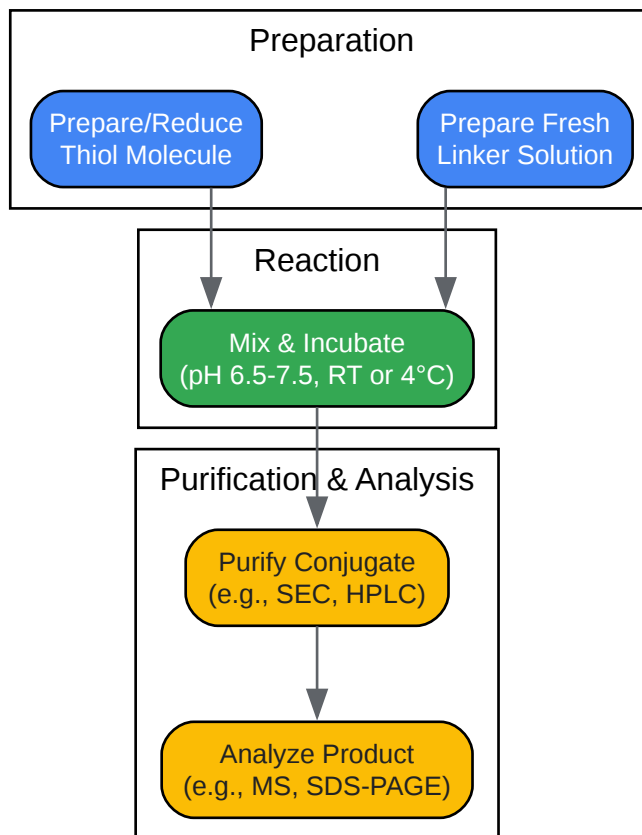 Preparation
Prepare/Reduce
Thiol Molecule
Prepare Fresh
Linker Solution
Reaction
Mix & Incubate
(pH 6.5-7.5, RT or 4°C)
Purification & Analysis
Purify Conjugate
(e.g., SEC, HPLC)
Analyze Product
(e.g., MS, SDS-PAGE)